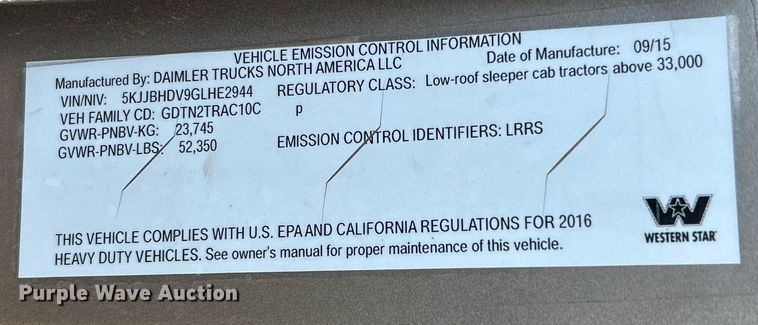 VEHICLE EMISSION CONTROL INFORMATION
Manufactured By: DAIMLER TRUCKS NORTH AMERICA LLC Date of Manufacture: 09/15
VIN/NIV: 5KJJBHDV9GLHE2944 REGULATORY CLASS: Low-roof sleeper cab tractors above 33,000
VEH FAMILY CD: GDTN2TRAC10C p
GVWR-PNBV-KG: 23,745
GVWR-PNBV-LBS: 52,350 EMISSION CONTROL IDENTIFIERS: LRRS
THIS VEHICLE COMPLIES WITH U.S. EPA AND CALIFORNIA REGULATIONS FOR 2016
HEAVY DUTY VEHICLES. See owner's manual for proper maintenance of this vehicle.
WESTERN STAR
Purple Wave Auction